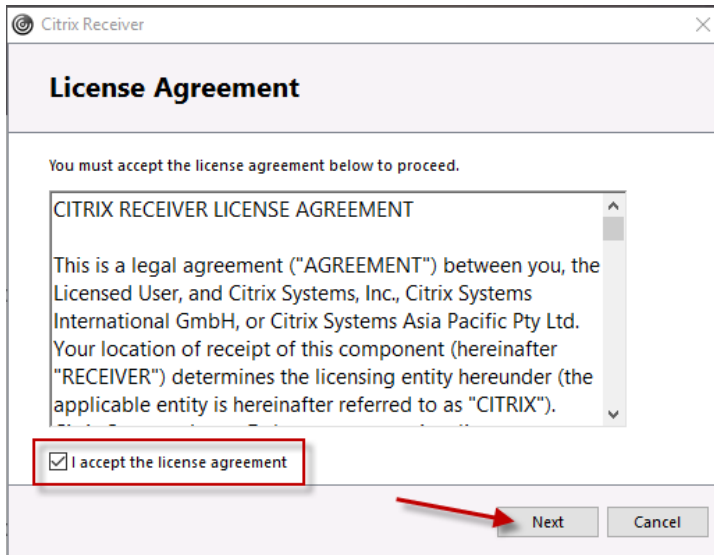 Citrix Receiver
License Agreement
You must accept the license agreement below to proceed.
CITRIX RECEIVER LICENSE AGREEMENT
This is a legal agreement ("AGREEMENT") between you, the
Licensed User, and Citrix Systems, Inc., Citrix Systems
International GmbH, or Citrix Systems Asia Pacific Pty Ltd.
Your location of receipt of this component (hereinafter
"RECEIVER") determines the licensing entity hereunder (the
applicable entity is hereinafter referred to as "CITRIX").
I accept the license agreement
Next
Cancel